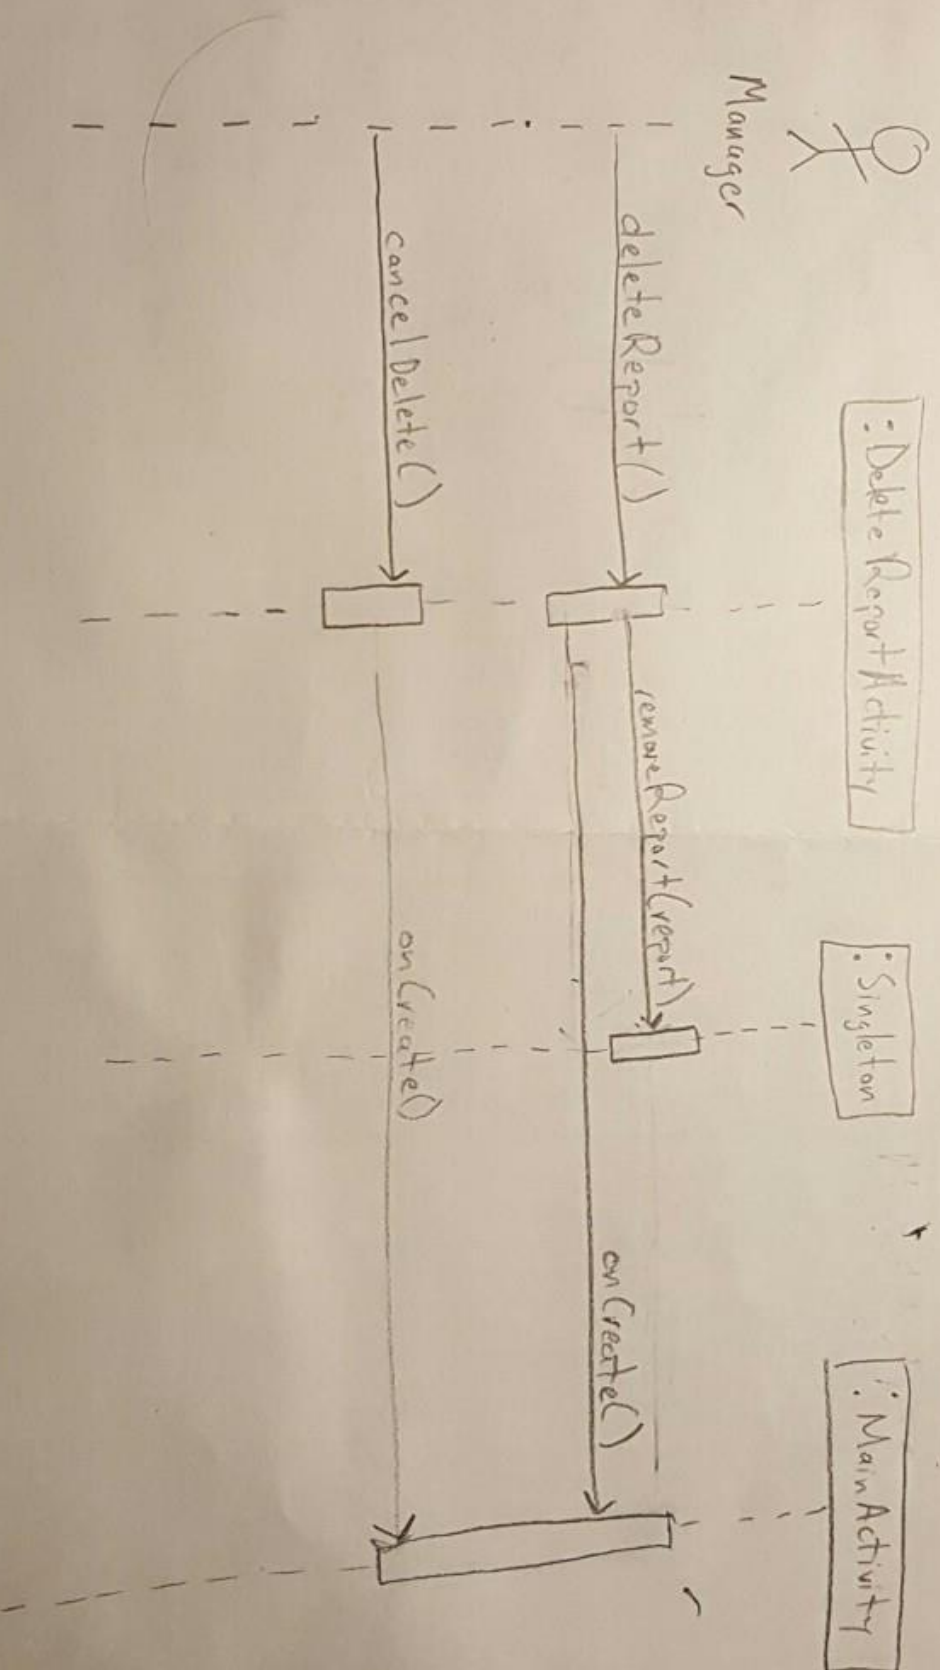 Manager
:DeleteReportActivity
:Singleton
:MainActivity
deleteReport()
removeReport(report)
onCreate()
cancelDelete()
onCreate()